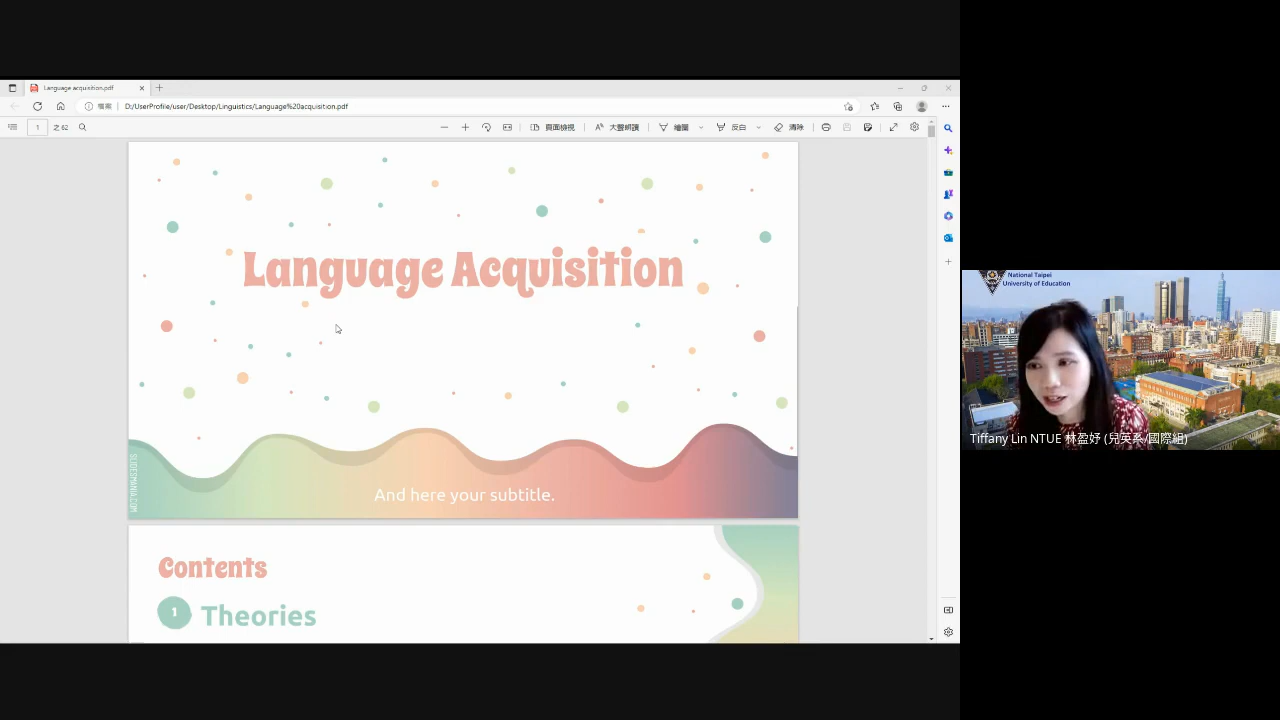 Language acquisition.pdf
檔案
D:/UserProfile/user/Desktop/Linguistics/Language%20acquisition.pdf
1
之 62
頁面檢視
大聲朗讀
繪圖
反白
清除
Language Acquisition
SLIDESMANIA.COM
And here your subtitle.
Contents
1 Theories
National Taipei
University of Education
Tiffany Lin NTUE 林盈妤 (兒英系/國際組)